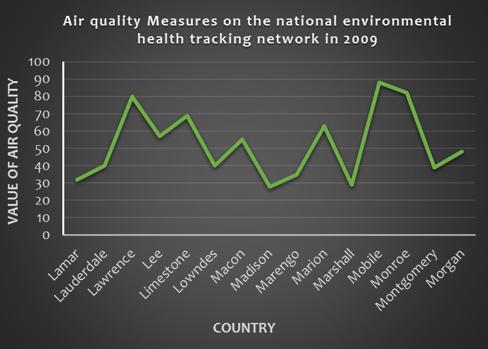 Air quality Measures on the national environmental
health tracking network in 2009
VALUE OF AIR QUALITY
100
90
80
70
60
50
40
30
20
10
0
Lamar
Lauderdale
Lawrence
Lee
Limestone
Lowndes
Macon
Madison
Marengo
Marion
Marshall
Mobile
Monroe
Montgomery
Morgan
COUNTRY